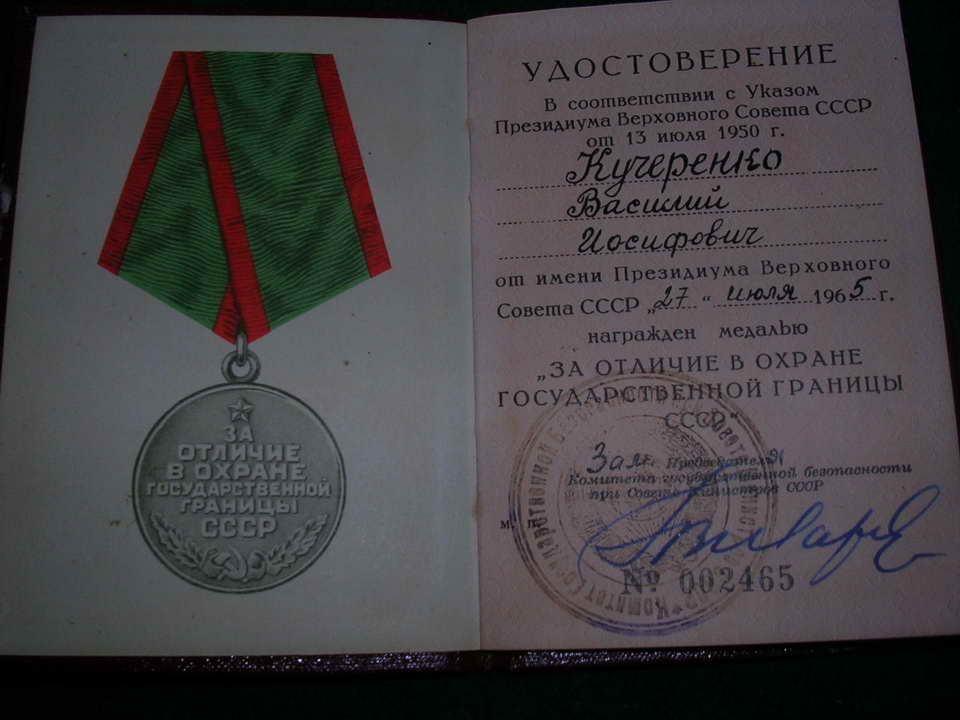 ЗА
ОТЛИЧИЕ
В ОХРАНЕ
ГОСУДАРСТВЕННОЙ
ГРАНИЦЫ
СССР
УДОСТОВЕРЕНИЕ
В соответствии с Указом
Президиума Верховного Совета СССР
от 13 июля 1950 г.
Кучеренко
Василий
Иосифович
от имени Президиума Верховного
Совета СССР „27" июля 1965 г.
награжден медалью
„ЗА ОТЛИЧИЕ В ОХРАНЕ
ГОСУДАРСТВЕННОЙ ГРАНИЦЫ
СССР"
Зам. Председателя
Комитета государственной безопасности
при Совете министров СССР
м. п.
№ 002465